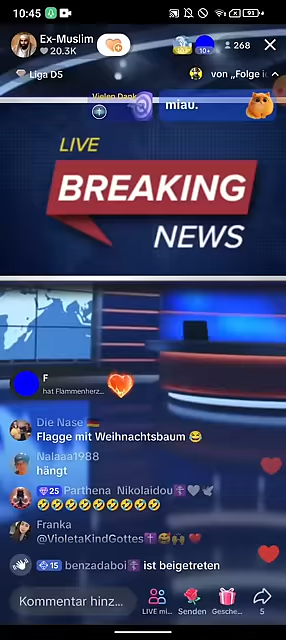 10:45
91
Ex-Muslim
20.3K
10+
268
Liga D5
von „Folge i
Vielen Dank
miau.
LIVE
BREAKING
NEWS
F
hat Flammenherz...
Die Nase
Flagge mit Weihnachtsbaum
Nalaaa1988
hängt
25 Parthena Nikolaidou
Franka
@VioletaKindGottes
15 benzadaboi ist beigetreten
Kommentar hinz...
LIVE mi...
Senden
Gesche...
5